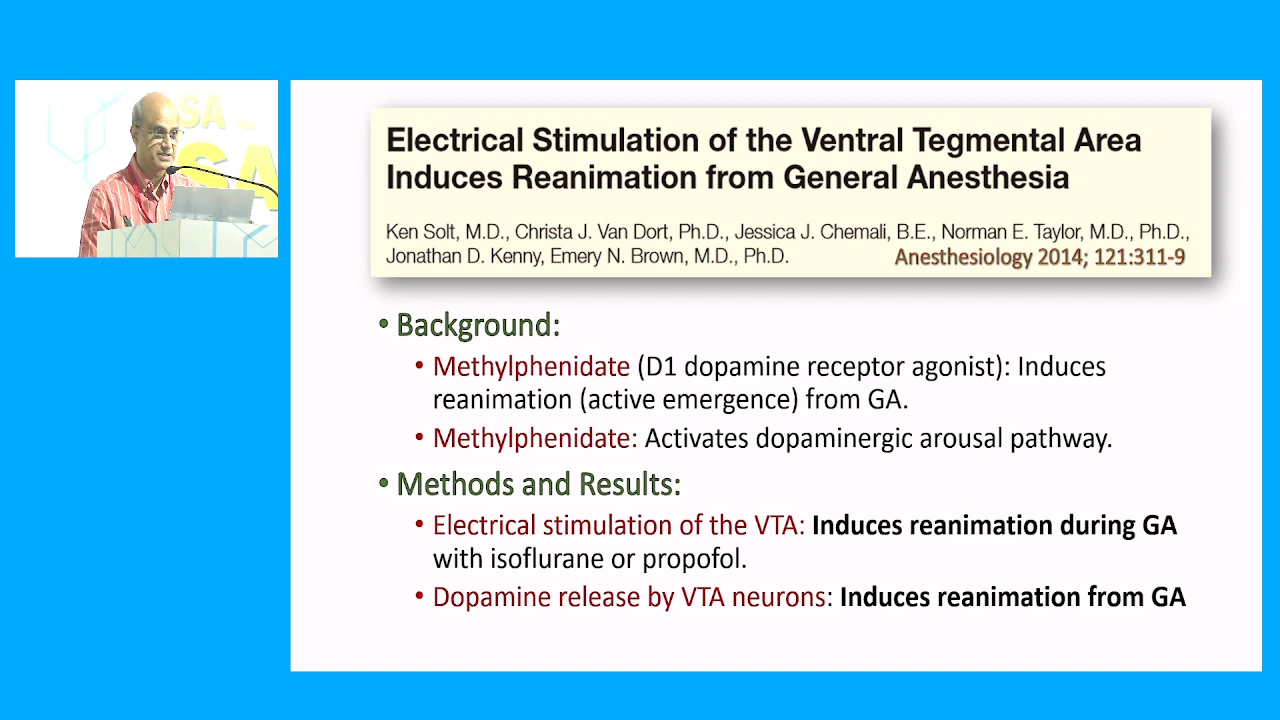 SA
SA
Electrical Stimulation of the Ventral Tegmental Area
Induces Reanimation from General Anesthesia
Ken Solt, M.D., Christa J. Van Dort, Ph.D., Jessica J. Chemali, B.E., Norman E. Taylor, M.D., Ph.D.,
Jonathan D. Kenny, Emery N. Brown, M.D., Ph.D. Anesthesiology 2014; 121:311-9
• Background:
• Methylphenidate (D1 dopamine receptor agonist): Induces
reanimation (active emergence) from GA.
• Methylphenidate: Activates dopaminergic arousal pathway.
• Methods and Results:
• Electrical stimulation of the VTA: Induces reanimation during GA
with isoflurane or propofol.
• Dopamine release by VTA neurons: Induces reanimation from GA